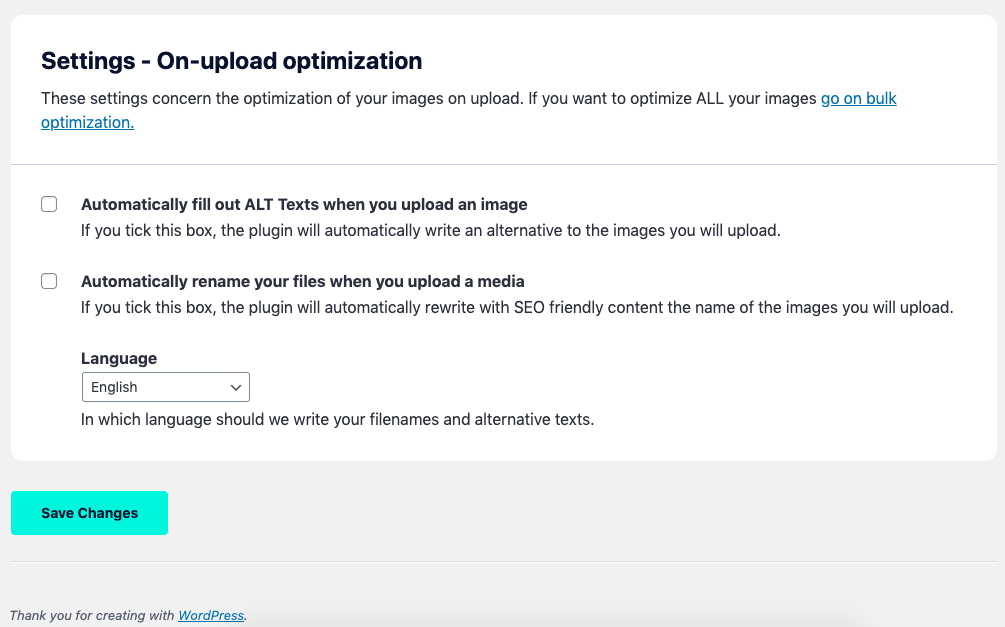 Settings - On-upload optimization
These settings concern the optimization of your images on upload. If you want to optimize ALL your images go on bulk
optimization.
Automatically fill out ALT Texts when you upload an image
If you tick this box, the plugin will automatically write an alternative to the images you will upload.
Automatically rename your files when you upload a media
If you tick this box, the plugin will automatically rewrite with SEO friendly content the name of the images you will upload.
Language
English
In which language should we write your filenames and alternative texts.
Save Changes
Thank you for creating with WordPress.